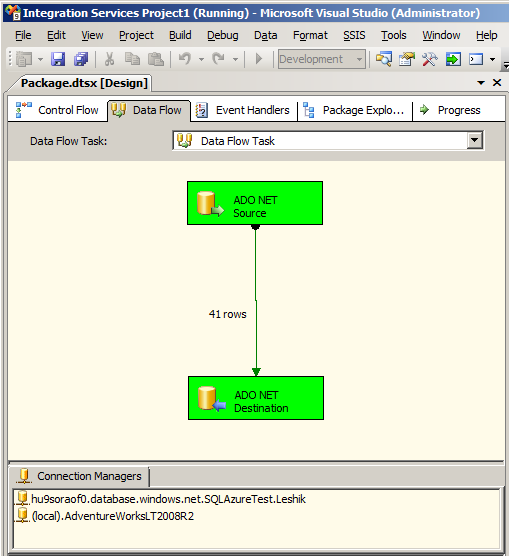 Integration Services Project1 (Running) - Microsoft Visual Studio (Administrator)
File Edit View Project Build Debug Data Format SSIS Tools Window Help
Development
Package.dtsx [Design]
Control Flow Data Flow Event Handlers Package Explo... Progress
Data Flow Task: Data Flow Task
ADO NET
Source
41 rows
ADO NET
Destination
Connection Managers
hu9soraof0.database.windows.net.SQLAzureTest.Leshik
(local).AdventureWorksLT2008R2